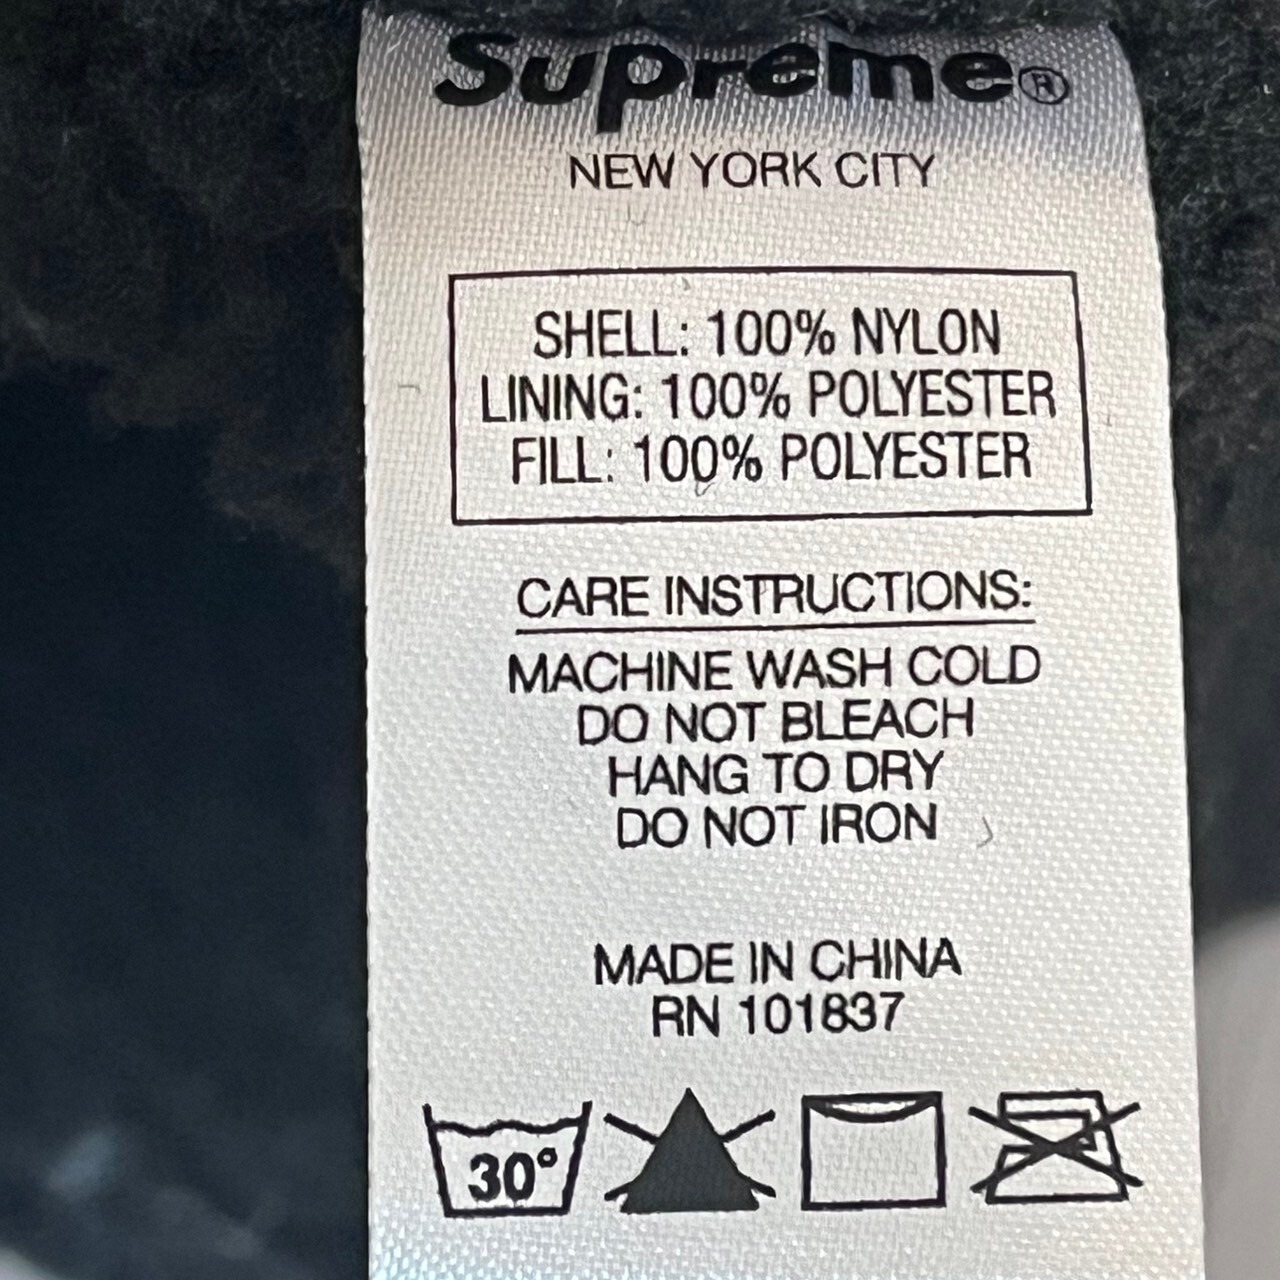 Supreme®
NEW YORK CITY
SHELL: 100% NYLON
LINING: 100% POLYESTER
FILL: 100% POLYESTER
CARE INSTRUCTIONS:
MACHINE WASH COLD
DO NOT BLEACH
HANG TO DRY
DO NOT IRON
MADE IN CHINA
RN 101837
30°